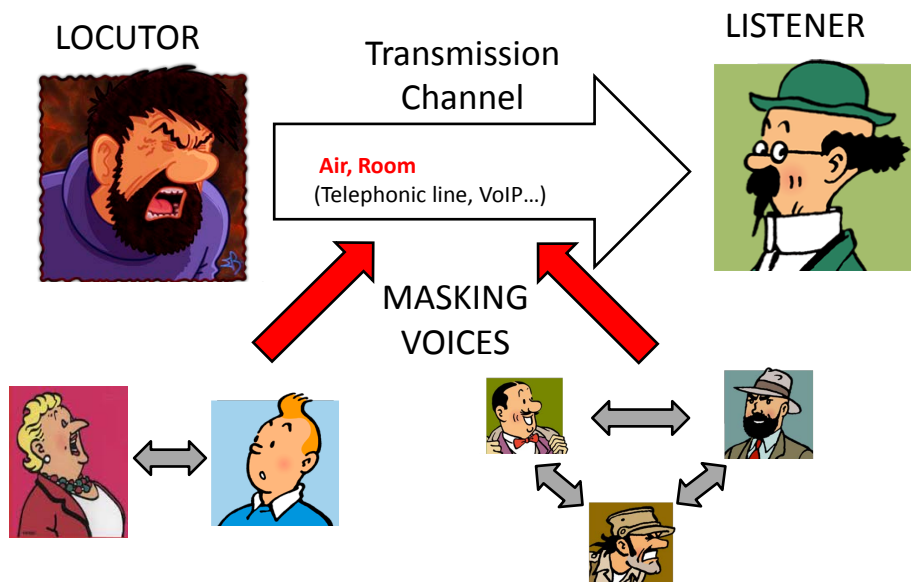 LOCUTOR
Transmission
Channel
LISTENER
Air, Room
(Telephonic line, VoIP...)
MASKING
VOICES